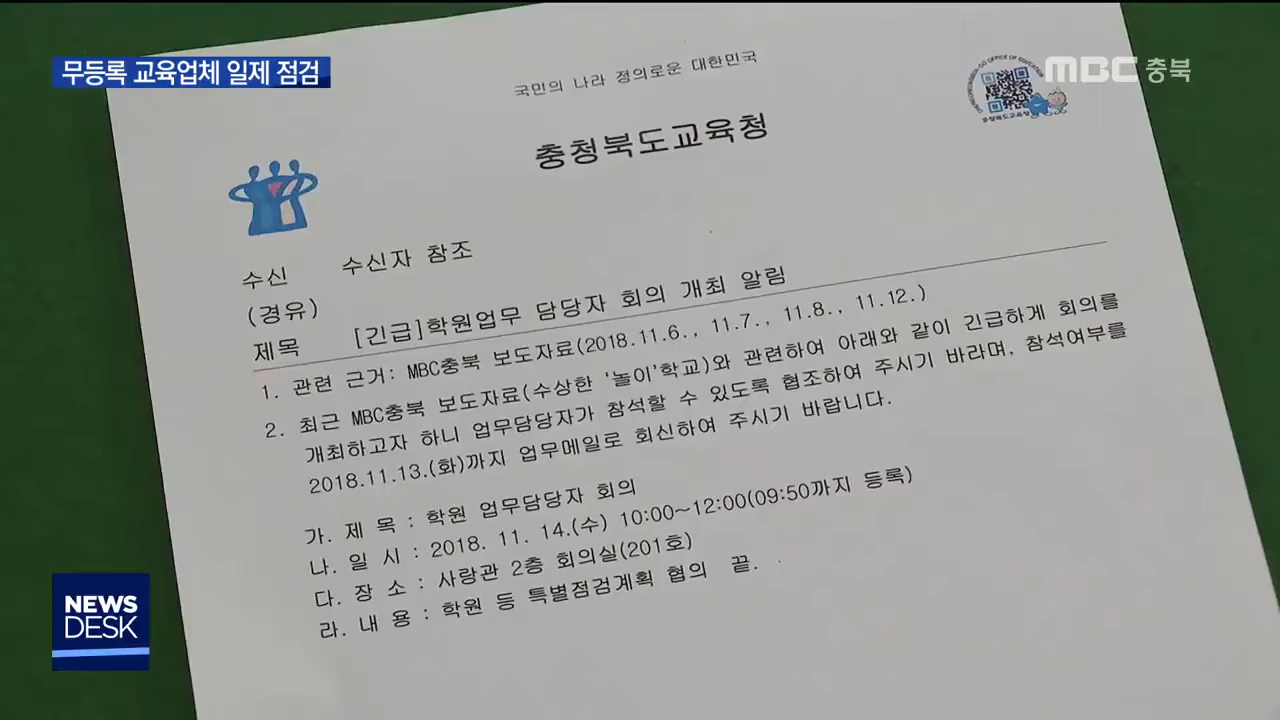 무등록 교육업체 일제 점검
MBC 충북
국민의 나라 정의로운 대한민국
충청북도교육청
충청북도교육청
수신 수신자 참조
(경유)
제목 [긴급]학원업무 담당자 회의 개최 알림
1. 관련 근거: MBC충북 보도자료(2018.11.6., 11.7., 11.8., 11.12.)
2. 최근 MBC충북 보도자료(수상한 '놀이'학교)와 관련하여 아래와 같이 긴급하게 회의를
개최하고자 하니 업무담당자가 참석할 수 있도록 협조하여 주시기 바라며, 참석여부를
2018.11.13.(화)까지 업무메일로 회신하여 주시기 바랍니다.
가. 제 목 : 학원 업무담당자 회의
나. 일 시 : 2018. 11. 14.(수) 10:00~12:00(09:50까지 등록)
다. 장 소 : 사랑관 2층 회의실(201호)
라. 내 용 : 학원 등 특별점검계획 협의 끝.
NEWS
DESK